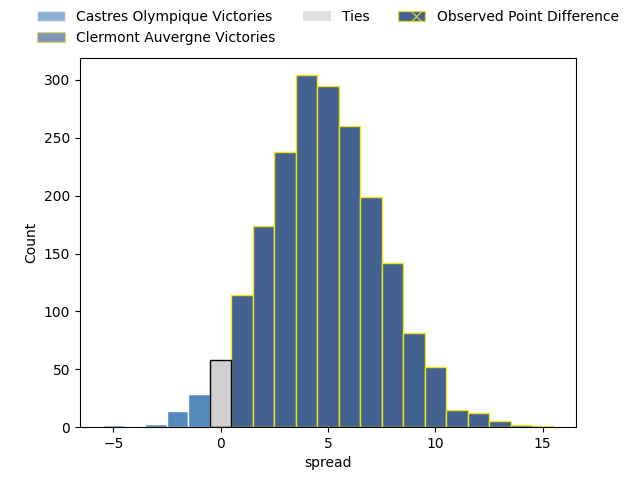 Castres Olympique Victories
Ties
Observed Point Difference
Clermont Auvergne Victories
300
250
200
150
100
50
0
Count
−5
0
5
10
15
spread